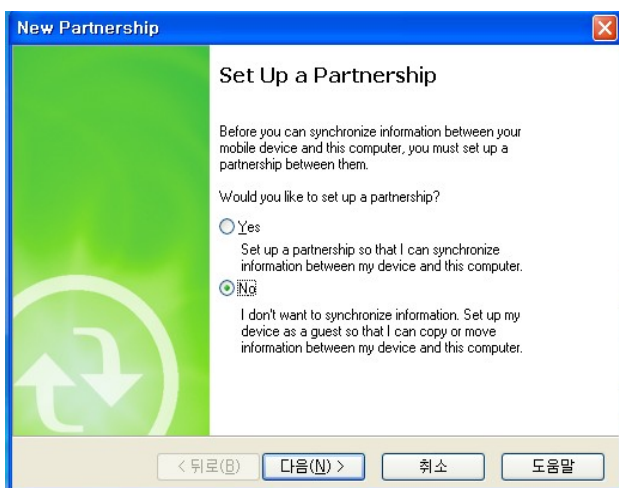 New Partnership
Set Up a Partnership
Before you can synchronize information between your
mobile device and this computer, you must set up a
partnership between them.
Would you like to set up a partnership?
Yes
Set up a partnership so that I can synchronize
information between my device and this computer.
No
I don't want to synchronize information. Set up my
device as a guest so that I can copy or move
information between my device and this computer.
< 뒤로(B) 다음(N) > 취소 도움말